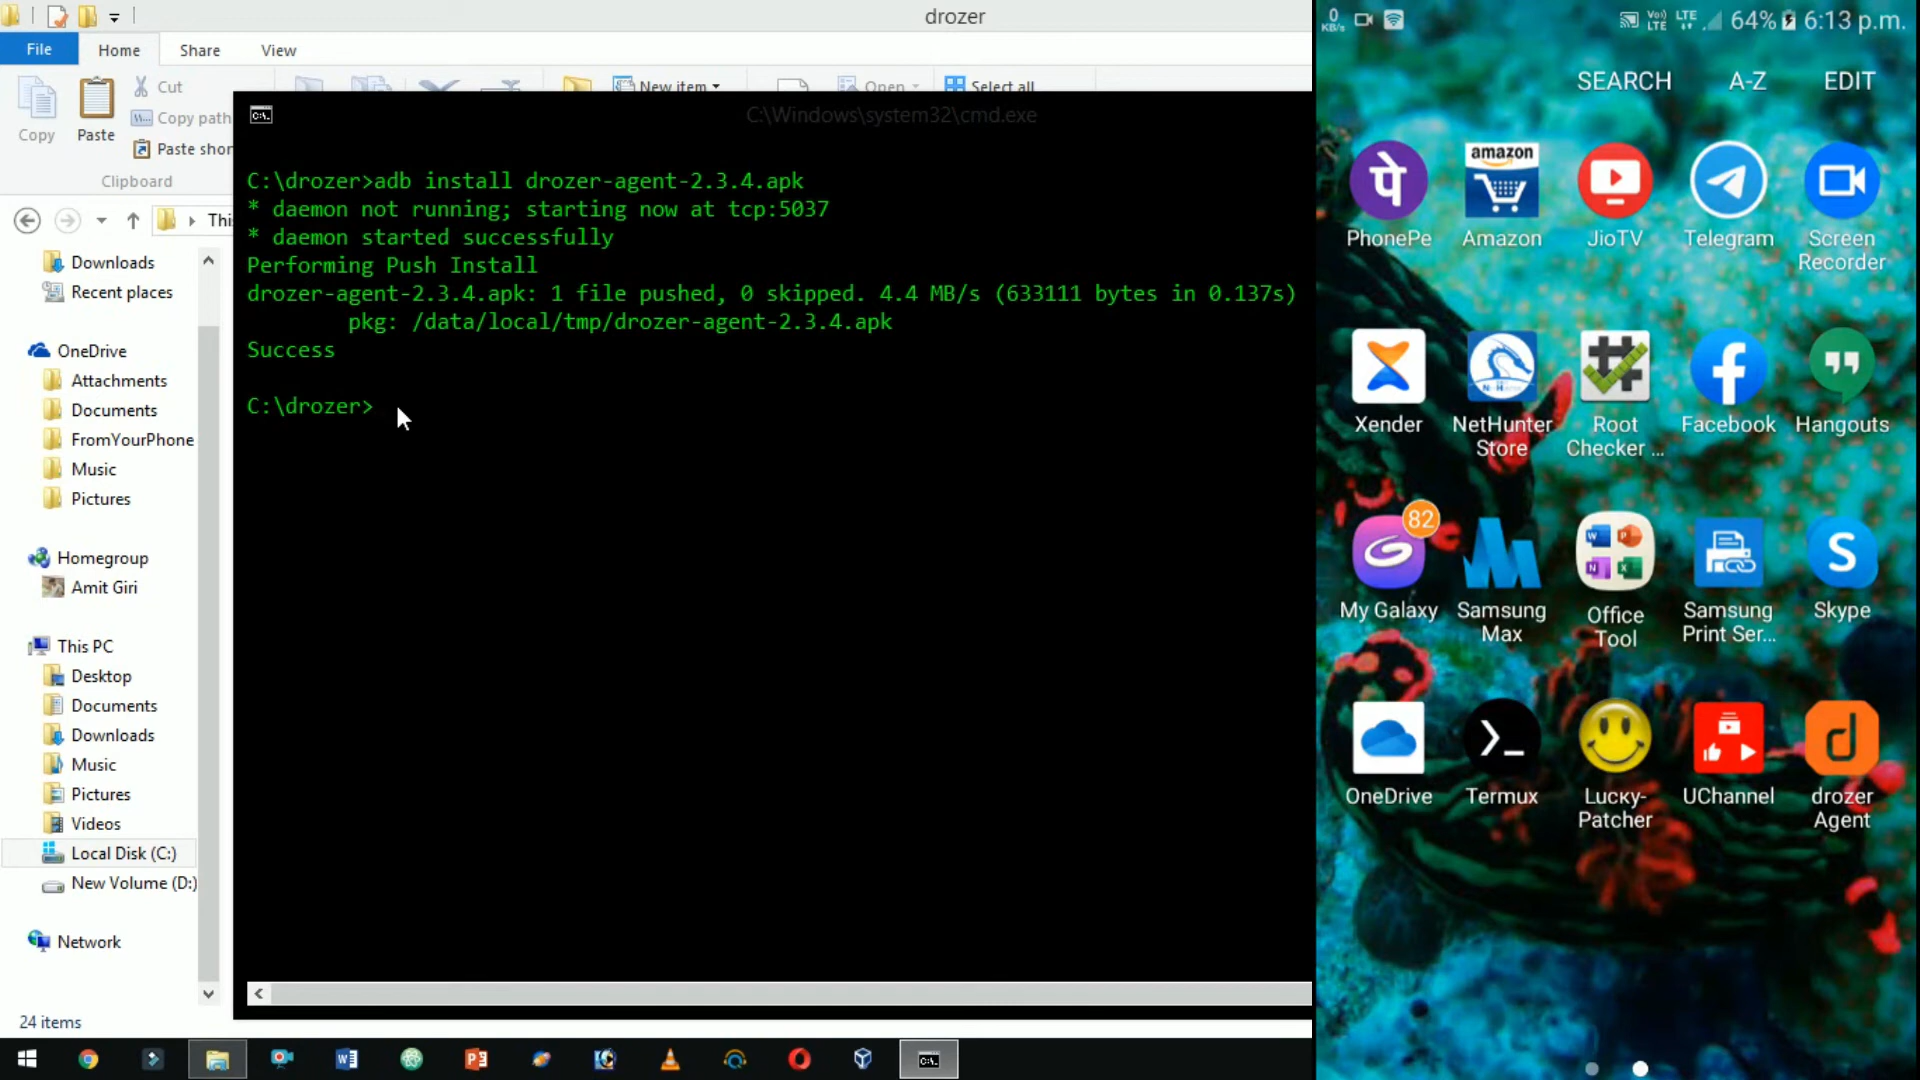 drozer
File Home Share View
Cut
Copy path
Paste shor
Copy Paste
Clipboard
New item
Open
Select all
This
Downloads
Recent places
OneDrive
Attachments
Documents
FromYourPhone
Music
Pictures
Homegroup
Amit Giri
This PC
Desktop
Documents
Downloads
Music
Pictures
Videos
Local Disk (C:)
New Volume (D:)
Network
24 items
C:\Windows\system32\cmd.exe
C:\drozer>adb install drozer-agent-2.3.4.apk
* daemon not running; starting now at tcp:5037
* daemon started successfully
Performing Push Install
drozer-agent-2.3.4.apk: 1 file pushed, 0 skipped. 4.4 MB/s (633111 bytes in 0.137s)
pkg: /data/local/tmp/drozer-agent-2.3.4.apk
Success
C:\drozer>
0 KB/s VoLTE LTE 64% 6:13 p.m.
SEARCH A-Z EDIT
amazon
PhonePe Amazon JioTV Telegram Screen Recorder
Xender NetHunter Store Root Checker ... Facebook Hangouts
82
My Galaxy Samsung Max Office Tool Samsung Print Ser... Skype
OneDrive Termux Lucky-Patcher UChannel drozer Agent